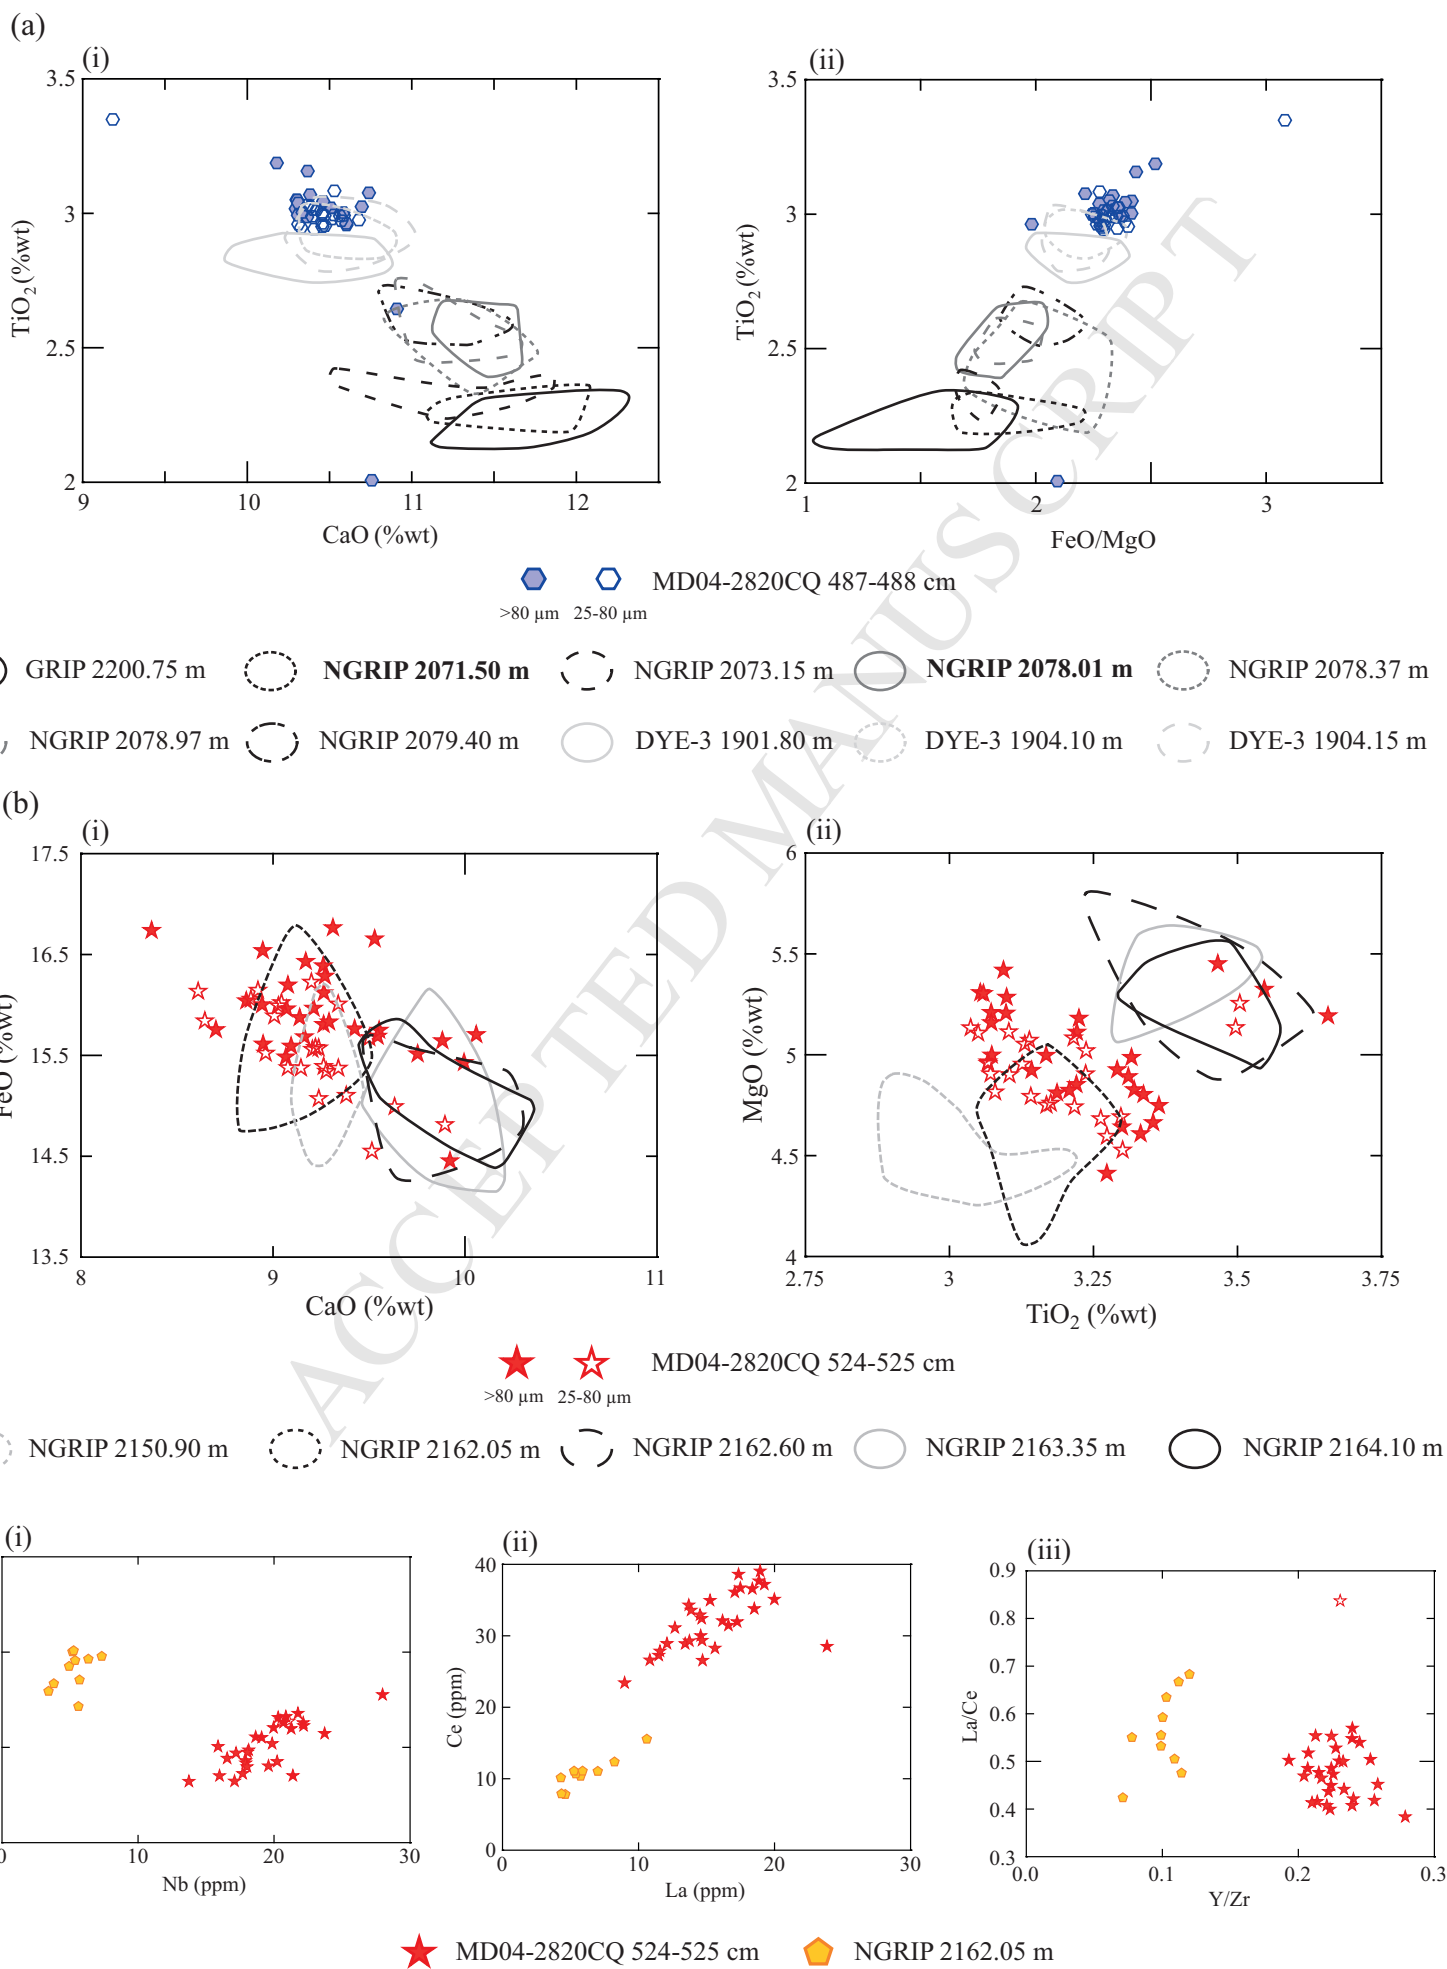 (a)
(i)
(ii)
3.5
3
2.5
2
TiO2 (%wt)
9
10
11
12
CaO (%wt)
3.5
3
2.5
2
TiO2 (%wt)
1
2
3
FeO/MgO
MD04-2820CQ 487-488 cm
>80 µm 25-80 µm
GRIP 2200.75 m NGRIP 2071.50 m NGRIP 2073.15 m NGRIP 2078.01 m NGRIP 2078.37 m
NGRIP 2078.97 m NGRIP 2079.40 m DYE-3 1901.80 m DYE-3 1904.10 m DYE-3 1904.15 m
(b)
(i)
(ii)
17.5
16.5
15.5
14.5
13.5
FeO (%wt)
8
9
10
11
CaO (%wt)
6
5.5
5
4.5
4
MgO (%wt)
2.75
3
3.25
3.5
3.75
TiO2 (%wt)
MD04-2820CQ 524-525 cm
>80 µm 25-80 µm
NGRIP 2150.90 m NGRIP 2162.05 m NGRIP 2162.60 m NGRIP 2163.35 m NGRIP 2164.10 m
(i)
(ii)
(iii)
0
10
20
30
Nb (ppm)
40
30
20
10
0
Ce (ppm)
0
10
20
30
La (ppm)
0.9
0.8
0.7
0.6
0.5
0.4
0.3
La/Ce
0.0
0.1
0.2
0.3
Y/Zr
MD04-2820CQ 524-525 cm NGRIP 2162.05 m
ACCEPTED MANUSCRIPT